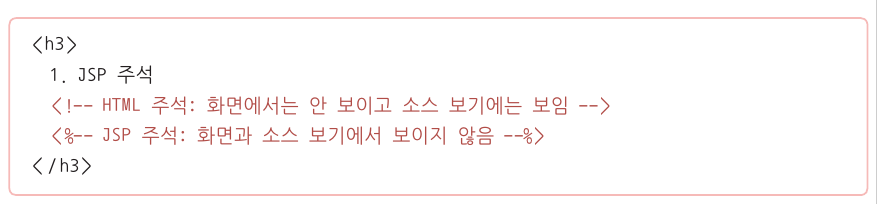 <h3>
1. JSP 주석
<!-- HTML 주석: 화면에서는 안 보이고 소스 보기에는 보임 -->
<%-- JSP 주석: 화면과 소스 보기에서 보이지 않음 --%>
</h3>